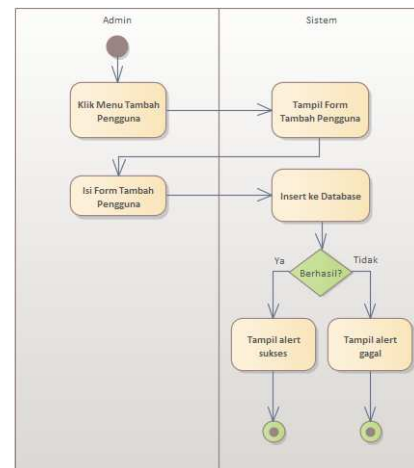 Admin
Sistem
Klik Menu Tambah
Pengguna
Tampil Form
Tambah Pengguna
Isi Form Tambah
Pengguna
Insert ke Database
Berhasil?
Ya
Tidak
Tampil alert
sukses
Tampil alert
gagal